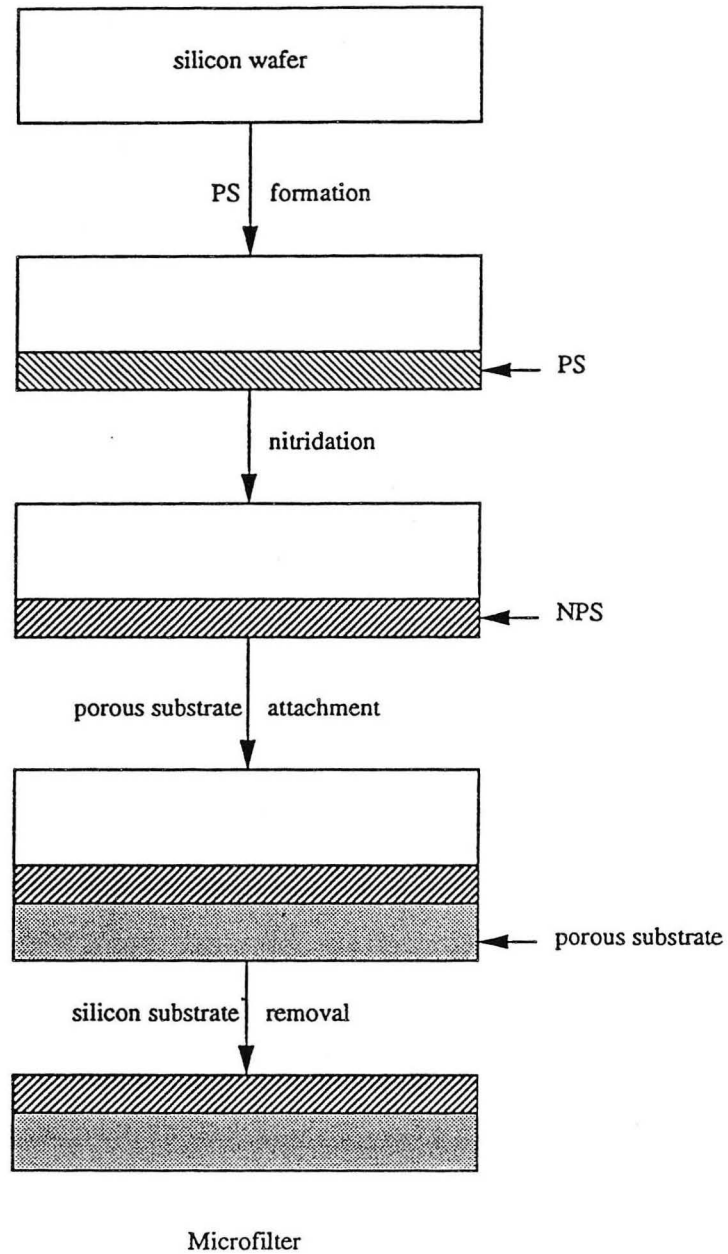 silicon wafer
PS formation
PS
nitridation
NPS
porous substrate attachment
porous substrate
silicon substrate removal
Microfilter